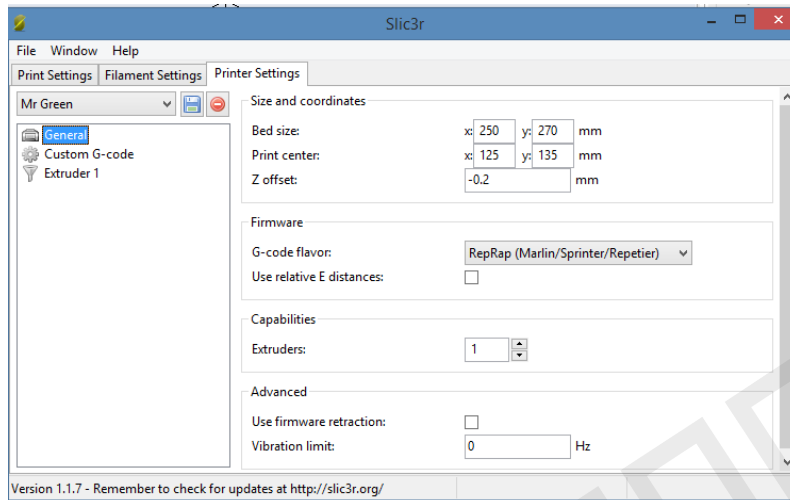 Slic3r
File Window Help
Print Settings Filament Settings Printer Settings
Mr Green
General
Custom G-code
Extruder 1
Size and coordinates
Bed size: x: 250 y: 270 mm
Print center: x: 125 y: 135 mm
Z offset: -0.2 mm
Firmware
G-code flavor: RepRap (Marlin/Sprinter/Repetier)
Use relative E distances:
Capabilities
Extruders: 1
Advanced
Use firmware retraction:
Vibration limit: 0 Hz
Version 1.1.7 - Remember to check for updates at http://slic3r.org/